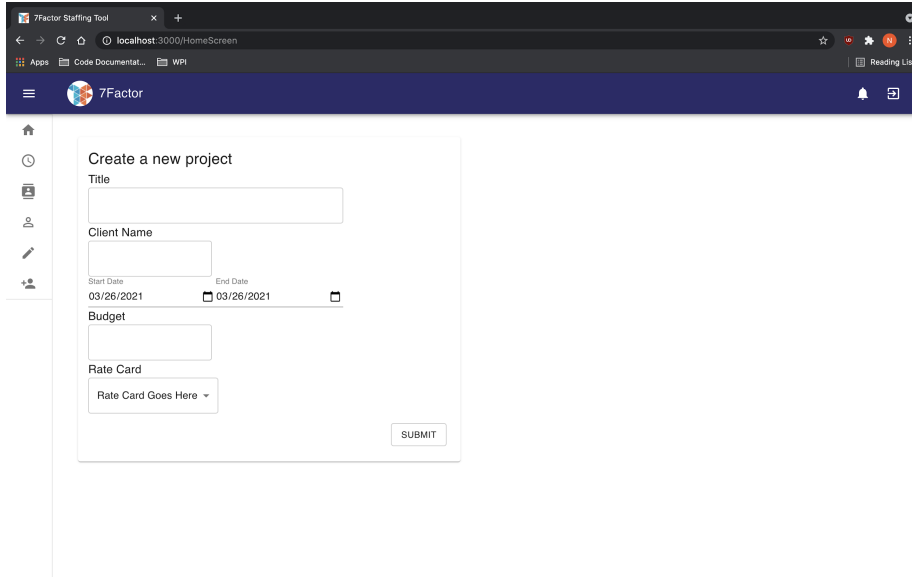 7Factor Staffing Tool
localhost:3000/HomeScreen
N
Apps Code Documentat... WPI Reading Lis
7Factor
Create a new project
Title
Client Name
Start Date End Date
03/26/2021 03/26/2021
Budget
Rate Card
Rate Card Goes Here
SUBMIT